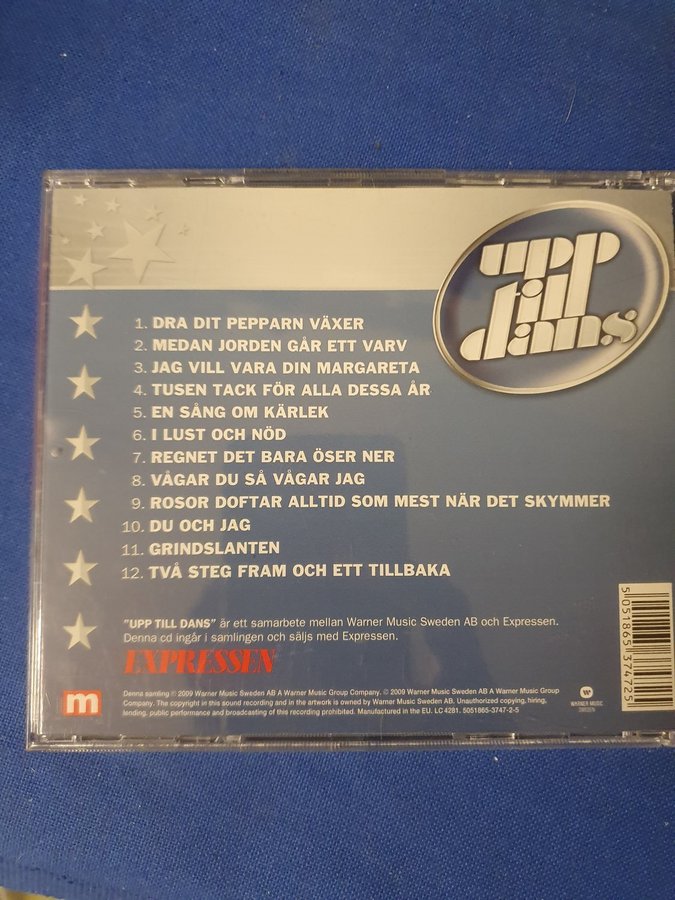 upp
till
dans
1. DRA DIT PEPPARN VÄXER
2. MEDAN JORDEN GÅR ETT VARV
3. JAG VILL VARA DIN MARGARETA
4. TUSEN TACK FÖR ALLA DESSA ÅR
5. EN SÅNG OM KÄRLEK
6. I LUST OCH NÖD
7. REGNET DET BARA ÖSER NER
8. VÅGAR DU SÅ VÅGAR JAG
9. ROSOR DOFTAR ALLTID SOM MEST NÄR DET SKYMMER
10. DU OCH JAG
11. GRINDSLANTEN
12. TVÅ STEG FRAM OCH ETT TILLBAKA
"UPP TILL DANS" är ett samarbete mellan Warner Music Sweden AB och Expressen.
Denna cd ingår i samlingen och säljs med Expressen.
EXPRESSEN
m
Denna samling ℗ 2009 Warner Music Sweden AB A Warner Music Group Company. © 2009 Warner Music Sweden AB A Warner Music Group
Company. The copyright in this sound recording and in the artwork is owned by Warner Music Sweden AB. Unauthorized copying, hiring,
lending, public performance and broadcasting of this recording prohibited. Manufactured in the EU. LC 4281. 5051865-3747-2-5
WARNER MUSIC
SWEDEN
5 051865 374725